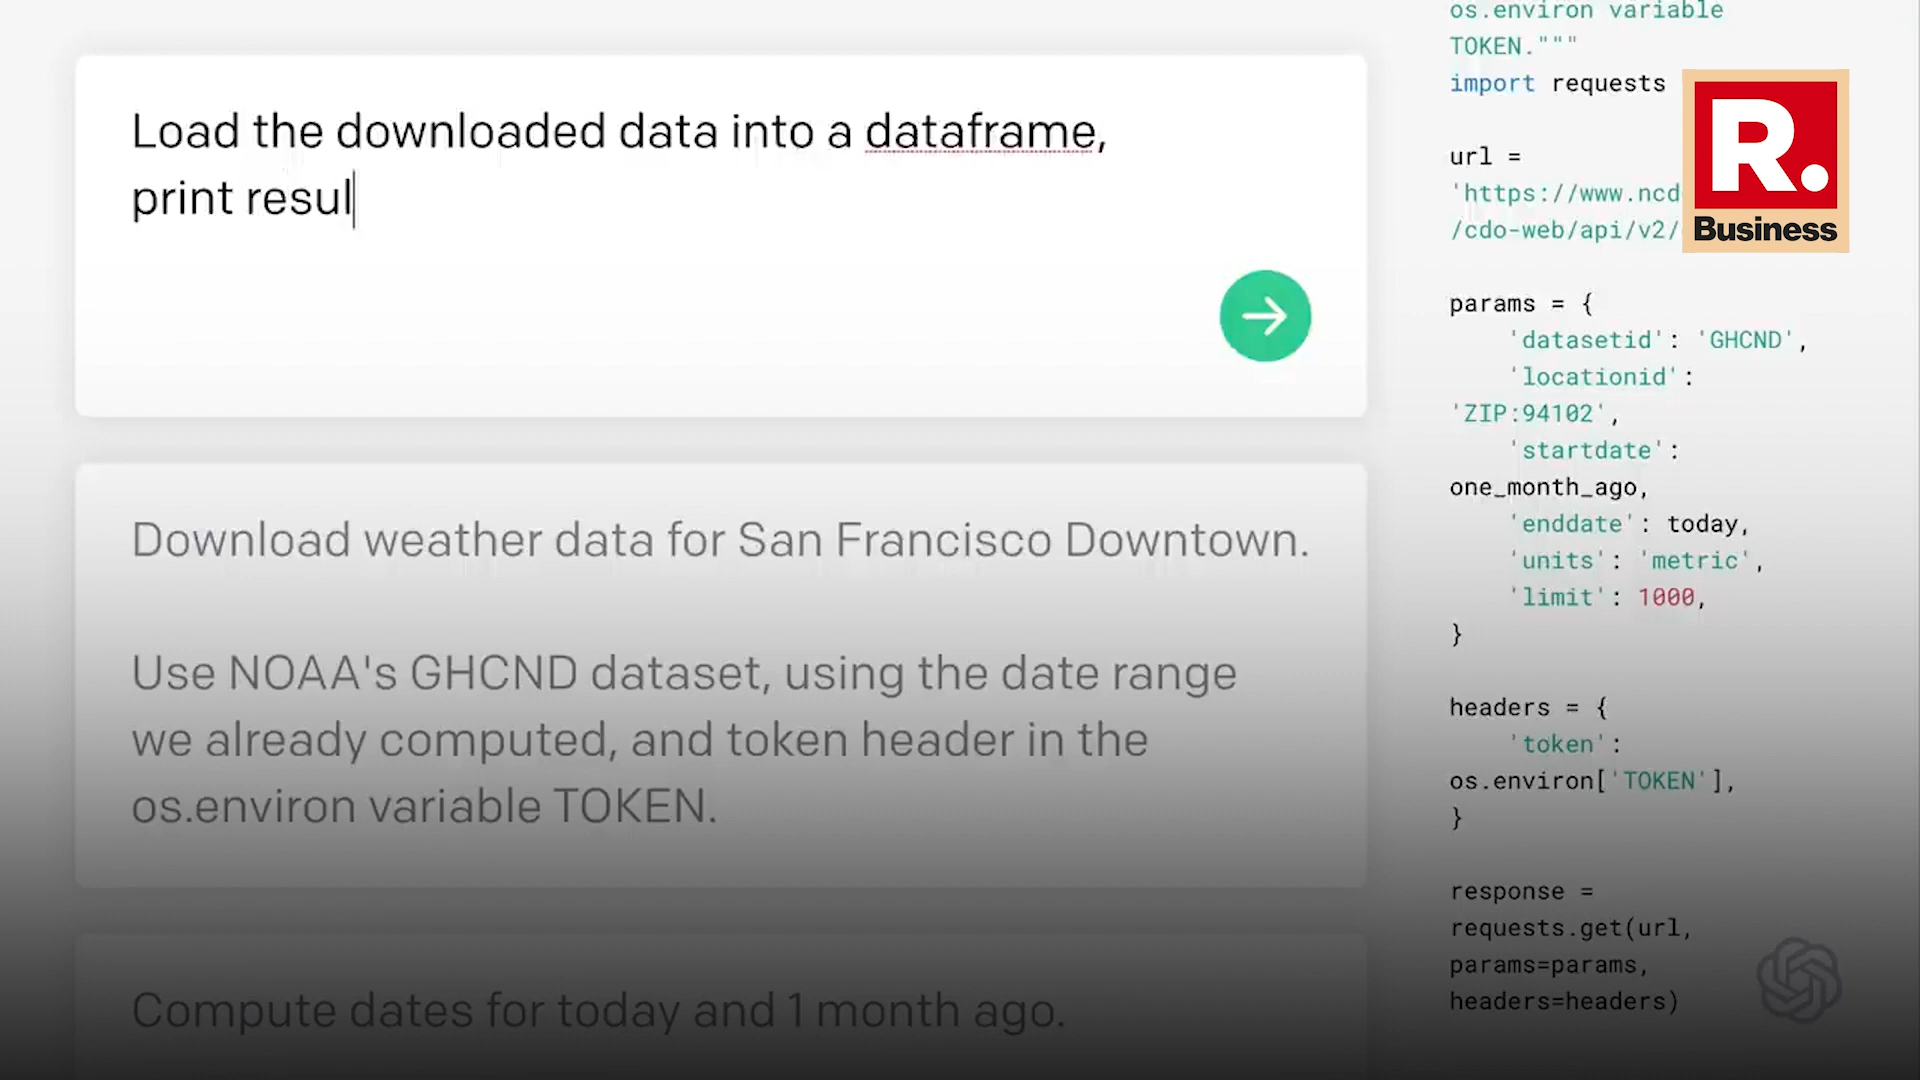 Load the downloaded data into a dataframe,
print resul
Download weather data for San Francisco Downtown.
Use NOAA's GHCND dataset, using the date range
we already computed, and token header in the
os.environ variable TOKEN.
Compute dates for today and 1 month ago.
os.environ variable
TOKEN."""
import requests
url =
'https://www.ncd
/cdo-web/api/v2/
params = {
'datasetid': 'GHCND',
'locationid':
'ZIP:94102',
'startdate':
one_month_ago,
'enddate': today,
'units': 'metric',
'limit': 1000,
}
headers = {
'token':
os.environ['TOKEN'],
}
response =
requests.get(url,
params=params,
headers=headers)
R.
Business